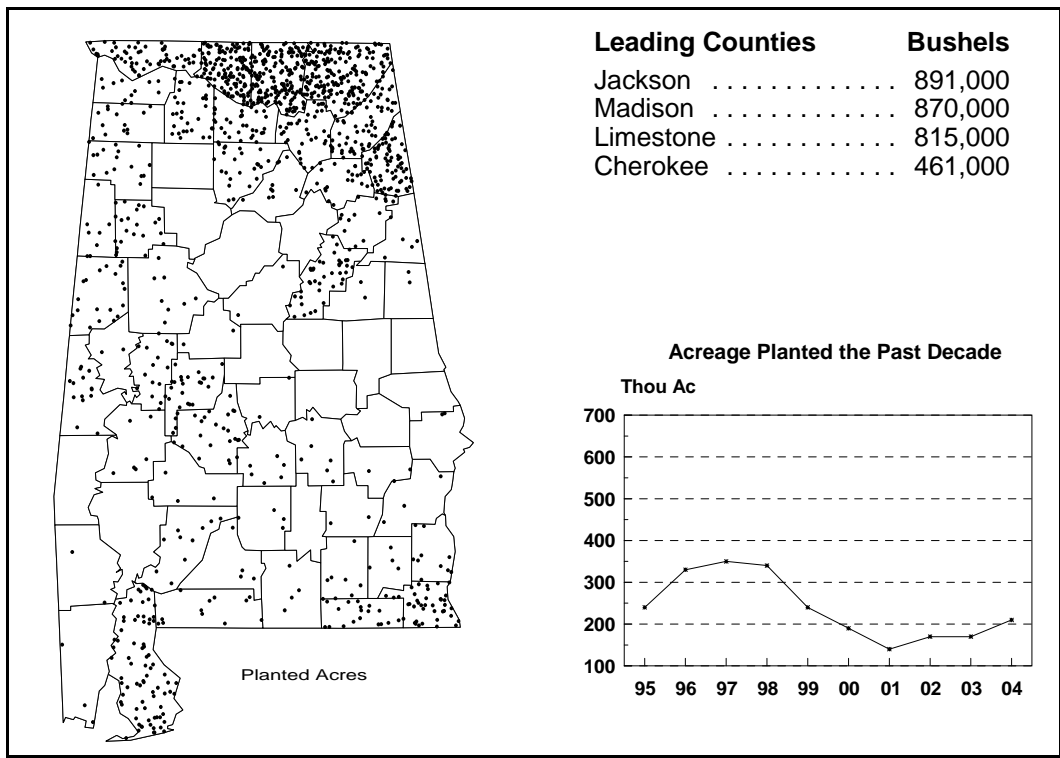 Leading Counties Bushels
Jackson . . . . . . . . . . . . . 891,000
Madison . . . . . . . . . . . . . 870,000
Limestone . . . . . . . . . . . . 815,000
Cherokee . . . . . . . . . . . . 461,000
Acreage Planted the Past Decade
Thou Ac
700
600
500
400
300
200
100
95 96 97 98 99 00 01 02 03 04
Planted Acres